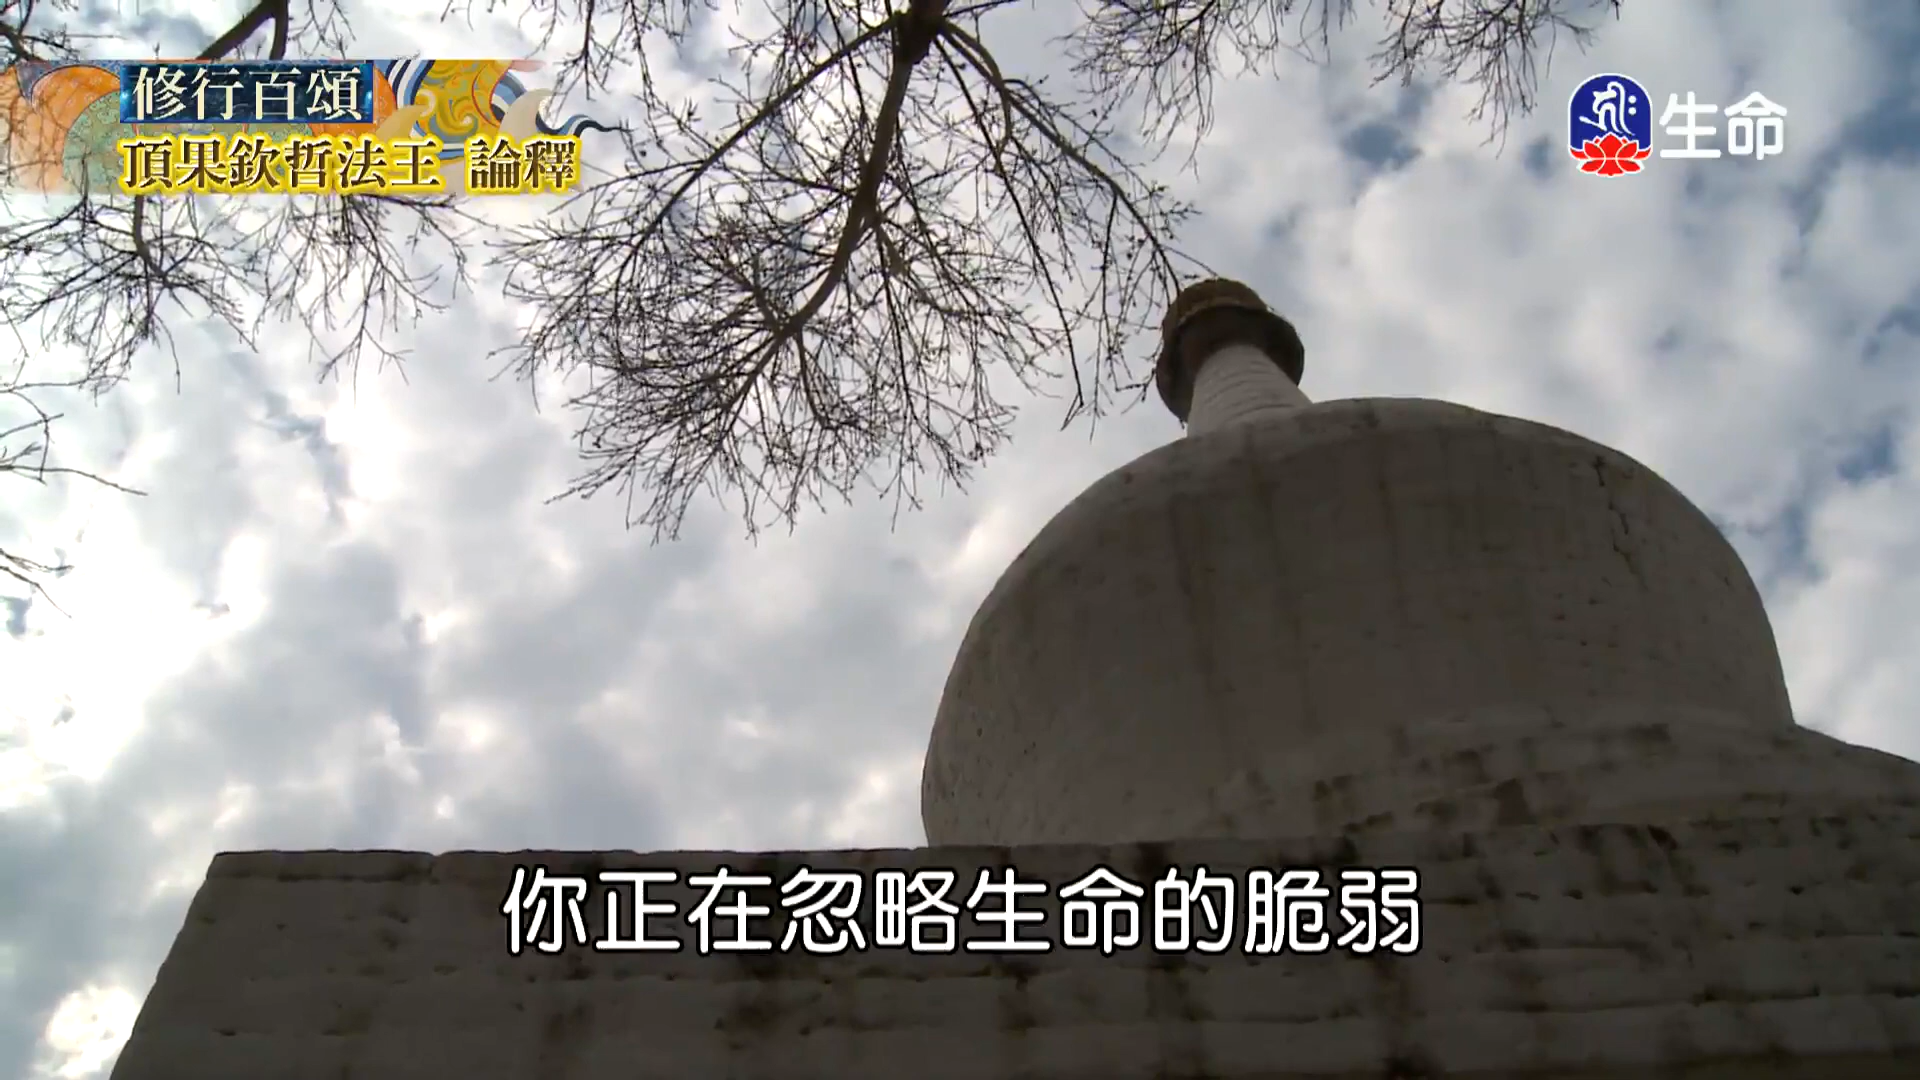 修行百頌
頂果欽哲法王 論釋
生命
你正在忽略生命的脆弱